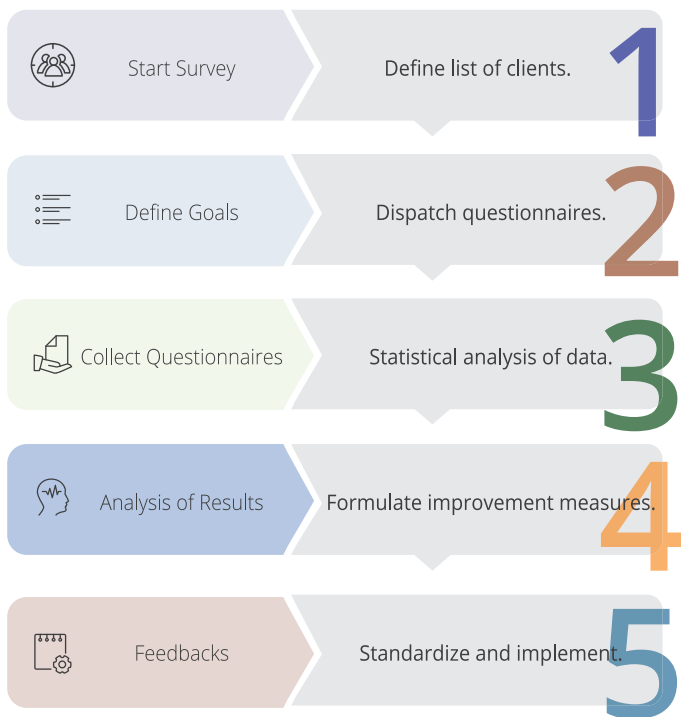 Start Survey
Define list of clients.
1
Define Goals
Dispatch questionnaires.
2
Collect Questionnaires
Statistical analysis of data.
3
Analysis of Results
Formulate improvement measures.
4
Feedbacks
Standardize and implement.
5